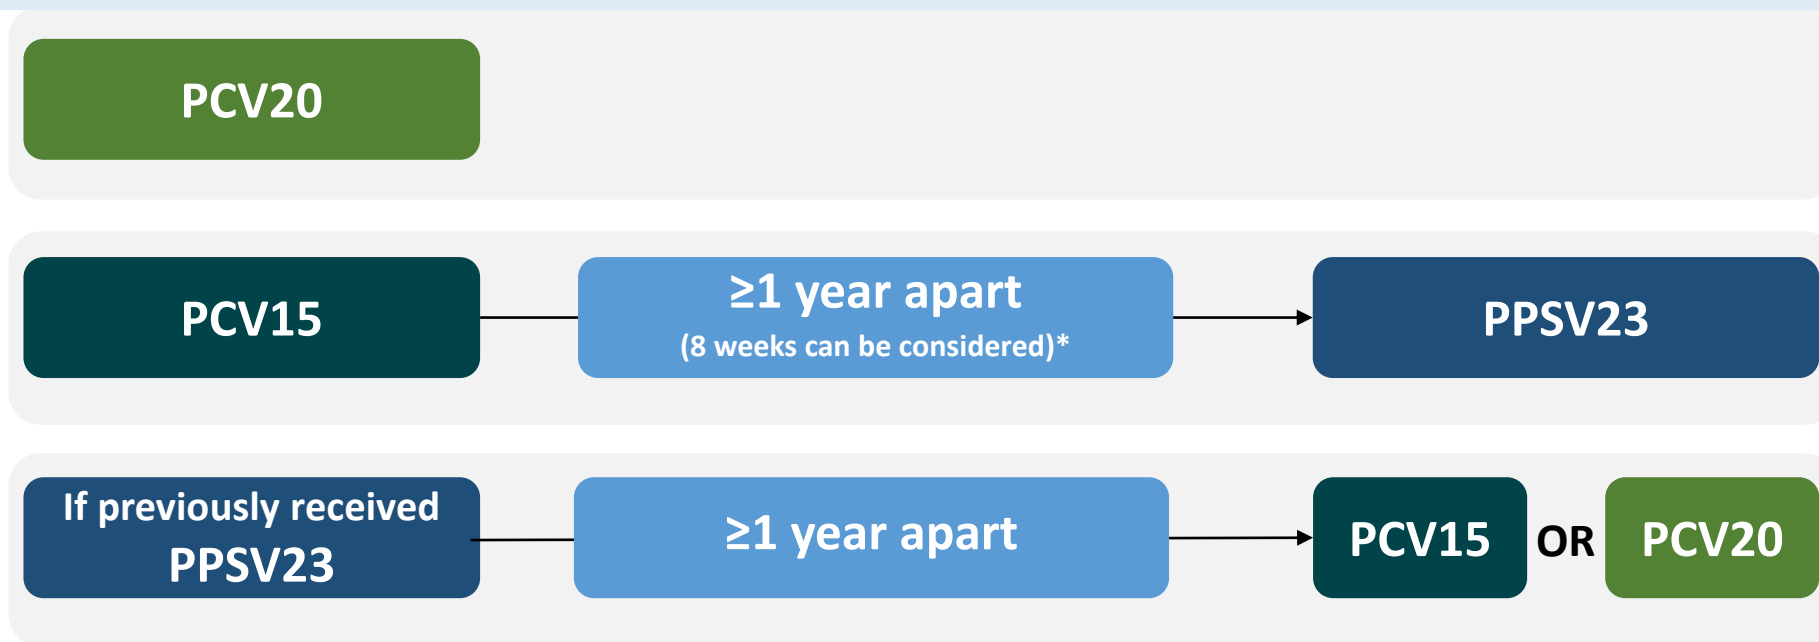 PCV20
PCV15
≥1 year apart
(8 weeks can be considered)*
PPSV23
If previously received
PPSV23
≥1 year apart
PCV15
OR
PCV20